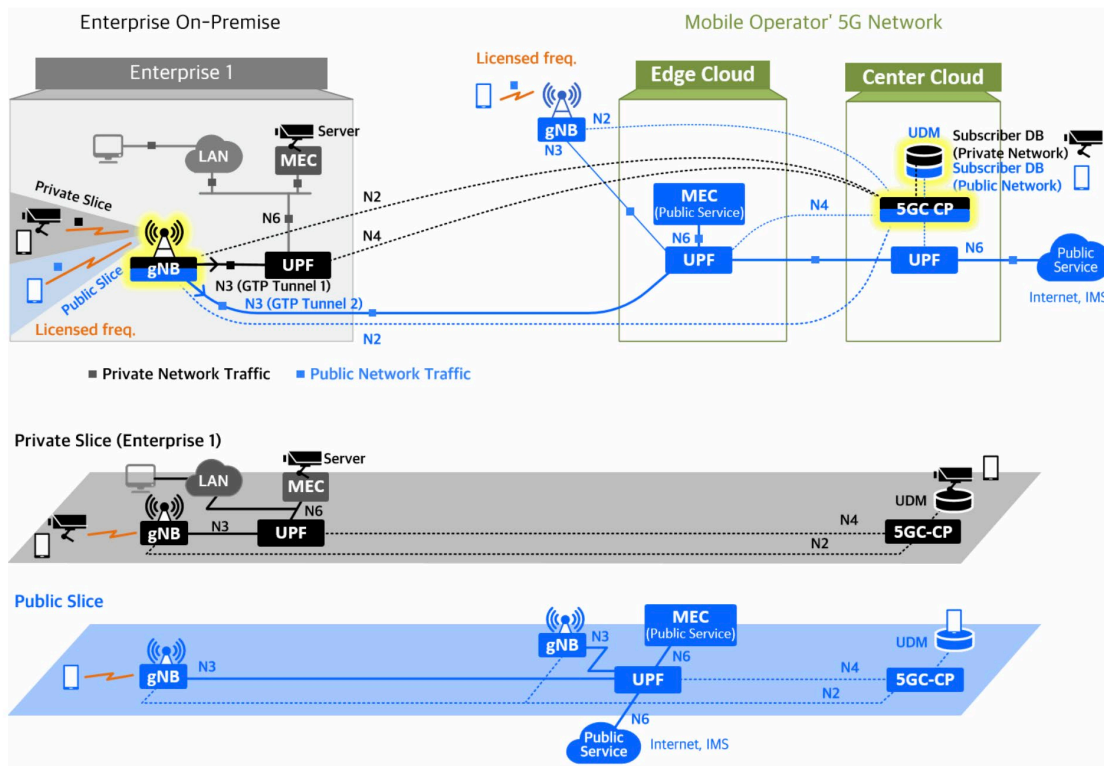 Enterprise On-Premise
Mobile Operator' 5G Network
Enterprise 1
Licensed freq.
Edge Cloud
Center Cloud
Server
LAN
MEC
gNB
N2
N3
UDM
Subscriber DB
(Private Network)
Subscriber DB
(Public Network)
Private Slice
N6
N2
N4
MEC
(Public Service)
N4
5GC CP
N6
gNB
UPF
UPF
UPF
N6
Public
Service
Public Slice
N3 (GTP Tunnel 1)
N3 (GTP Tunnel 2)
Internet, IMS
Licensed freq.
N2
Private Network Traffic
Public Network Traffic
Private Slice (Enterprise 1)
Server
LAN
MEC
N6
UDM
gNB
N3
UPF
N4
N2
5GC-CP
Public Slice
MEC
(Public Service)
gNB
N3
N6
UDM
gNB
N3
UPF
N4
N2
5GC-CP
N6
Public
Service
Internet, IMS